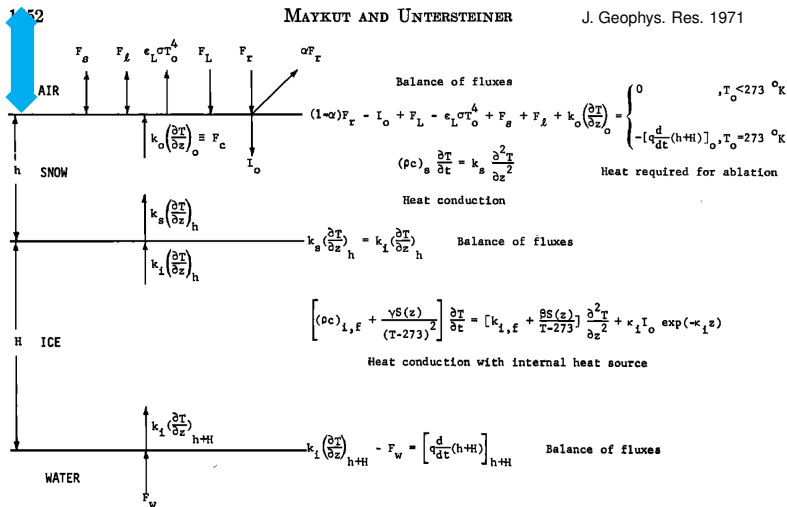 52 MAYKUT AND UNTERSTEINER J. Geophys. Res. 1971
F_s F_ℓ ε_L σT_o^4 F_L F_r αF_r
AIR
Balance of fluxes
(1-α)F_r - I_o + F_L - ε_L σT_o^4 + F_s + F_ℓ + k_o(∂T/∂z)_o = { 0 ,T_o<273 °K
-[q d/dt (h+H)]_o, T_o=273 °K
k_o(∂T/∂z)_o ≡ F_c
I_o
h SNOW
(ρc)_s ∂T/∂t = k_s ∂²T/∂z²
Heat required for ablation
Heat conduction
k_s(∂T/∂z)_h
k_s(∂T/∂z)_h = k_i(∂T/∂z)_h Balance of fluxes
k_i(∂T/∂z)_h
[(ρc)_i,f + γS(z)/(T-273)²] ∂T/∂t = [k_i,f + βS(z)/T-273] ∂²T/∂z² + κ_i I_o exp(-κ_i z)
H ICE
Heat conduction with internal heat source
k_i(∂T/∂z)_h+H
k_i(∂T/∂z)_h+H - F_w = [q d/dt (h+H)]_h+H Balance of fluxes
WATER
F_w